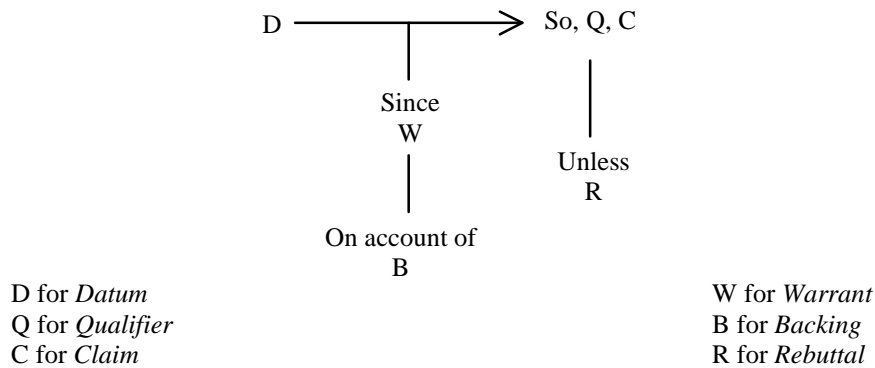 D
So, Q, C
Since
W
Unless
R
On account of
B
D for Datum
Q for Qualifier
C for Claim
W for Warrant
B for Backing
R for Rebuttal